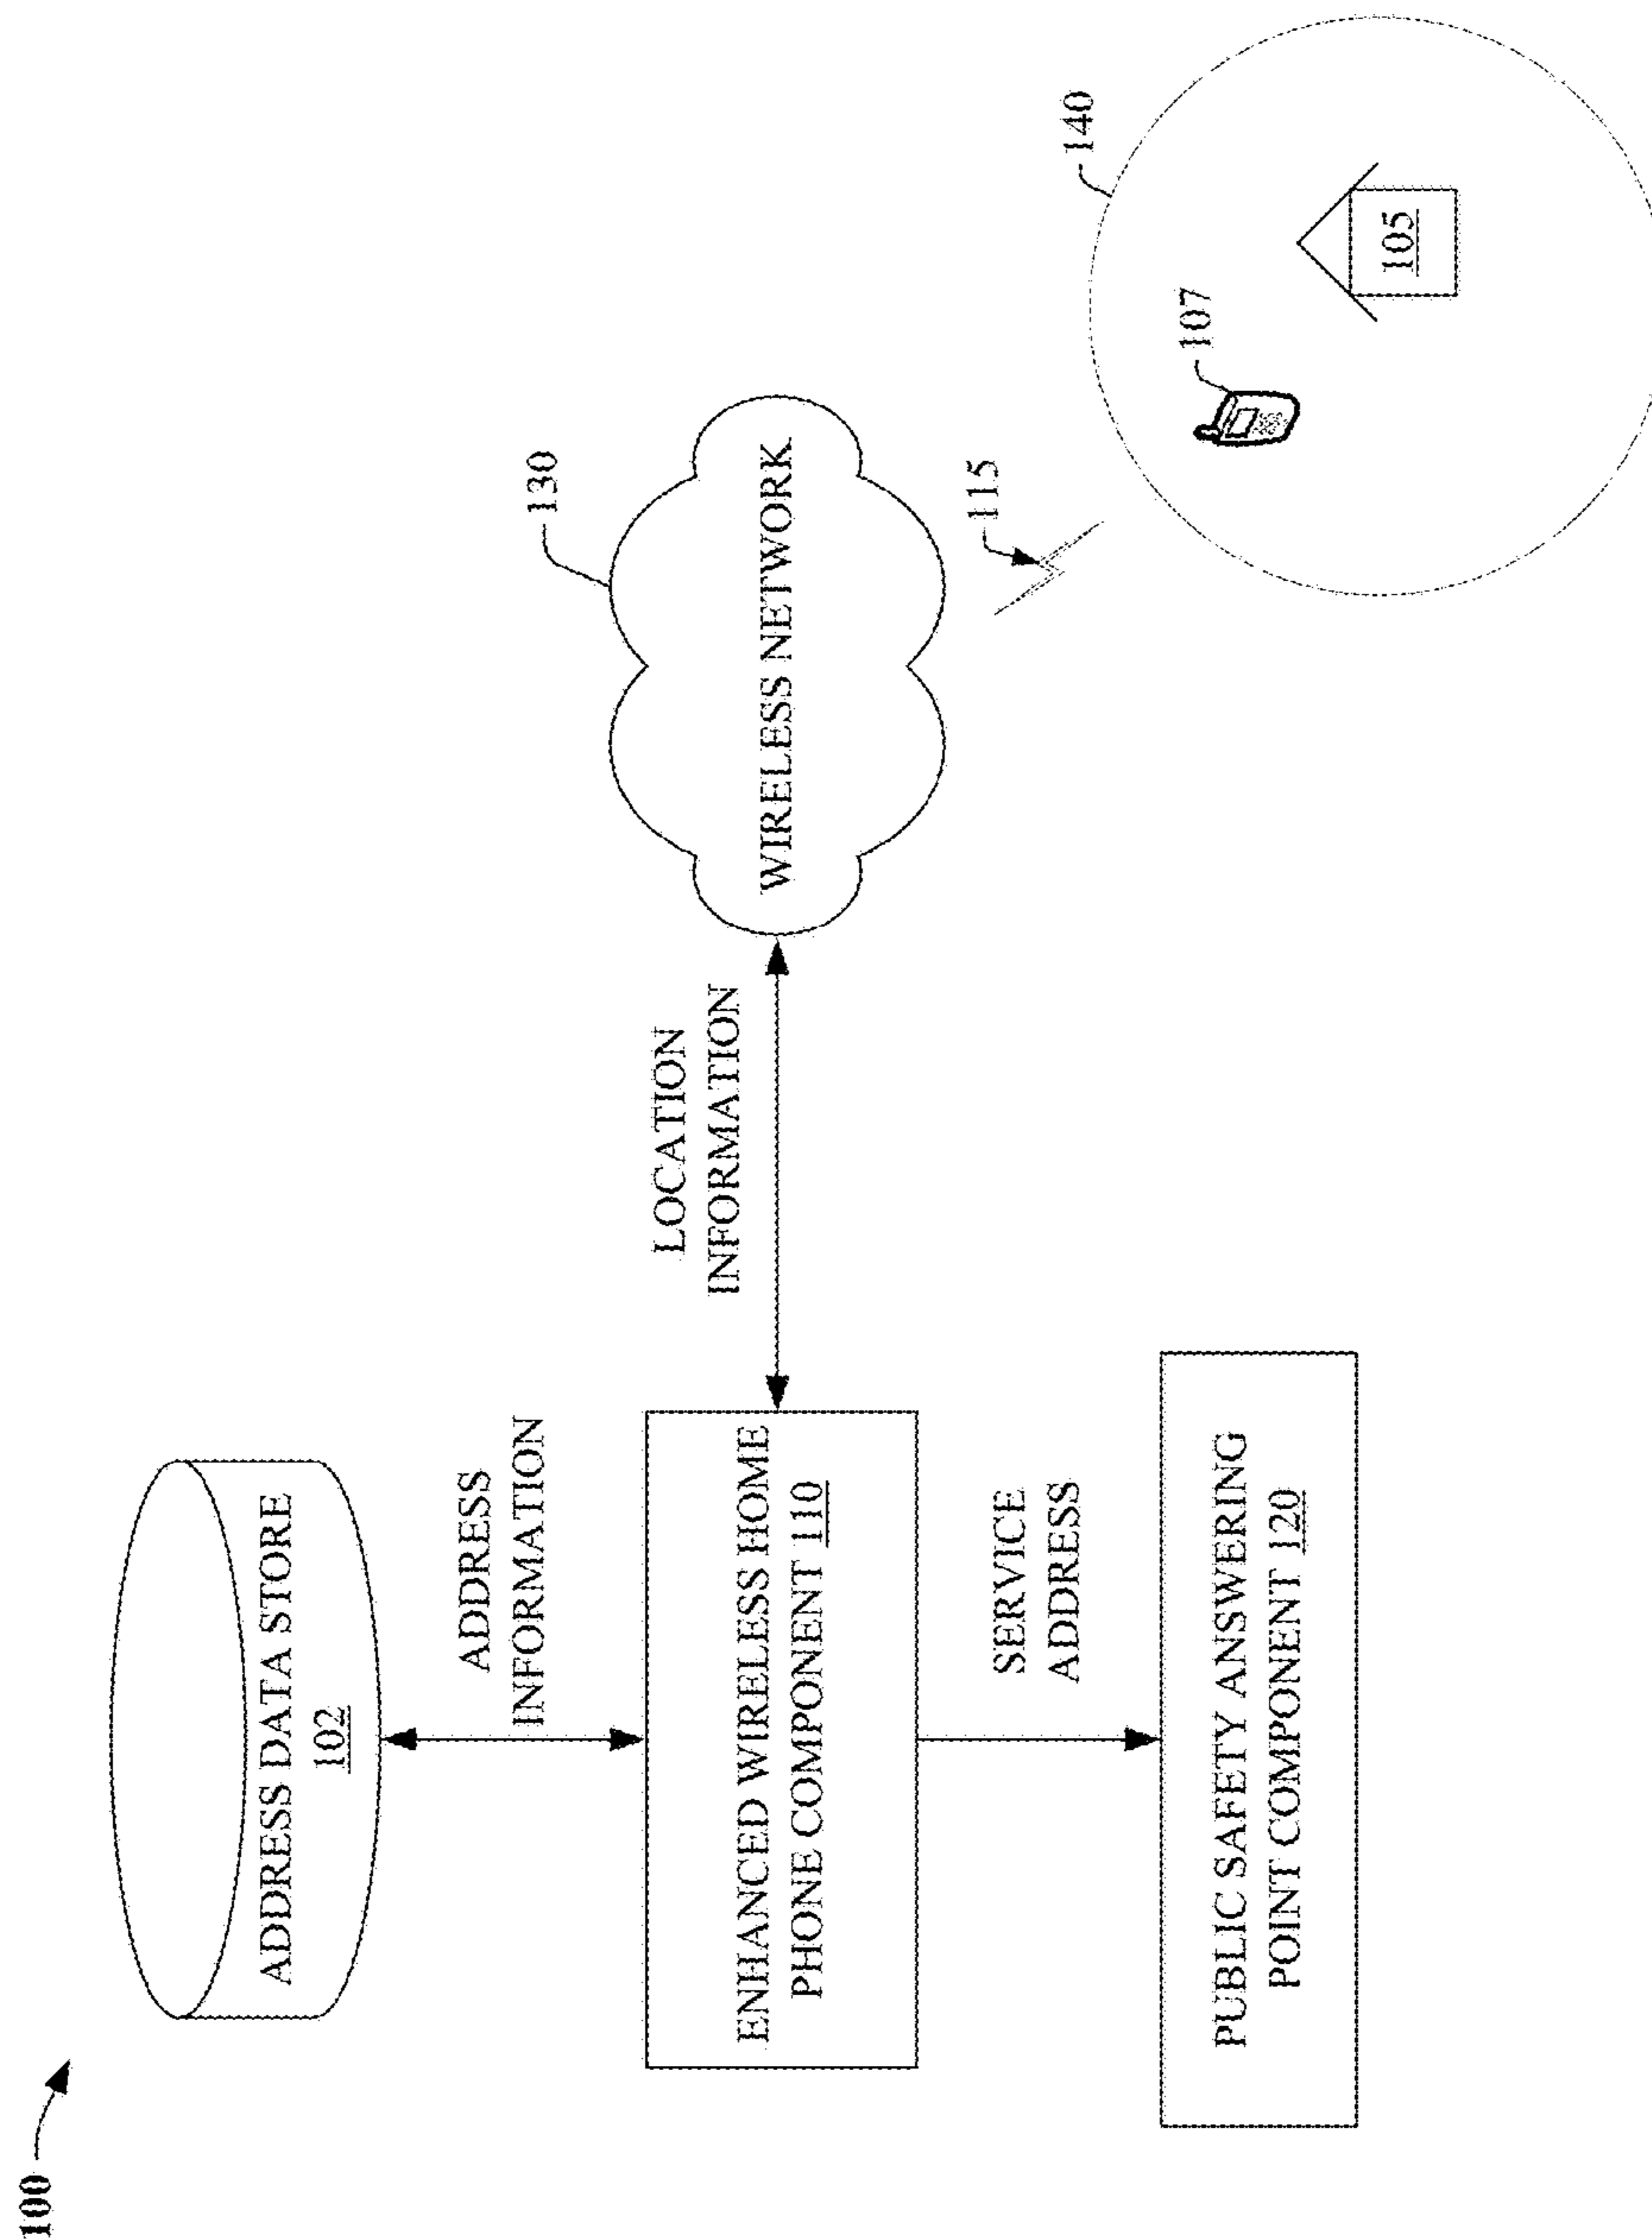 100
ADDRESS DATA STORE
102
ADDRESS
INFORMATION
ENHANCED WIRELESS HOME
PHONE COMPONENT 110
SERVICE
ADDRESS
PUBLIC SAFETY ANSWERING
POINT COMPONENT 120
LOCATION
INFORMATION
130
WIRELESS NETWORK
115
140
107
105